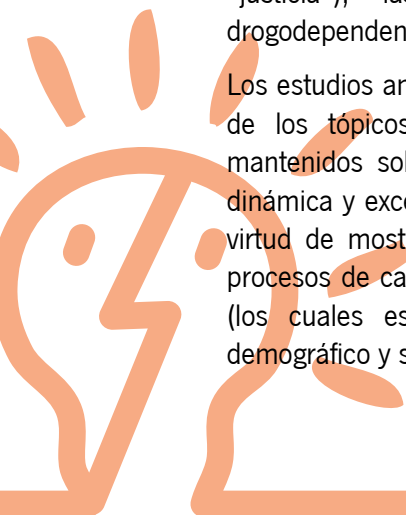 drogodependen
Los estudios an
de los tópicos
mantenidos sol
dinámica y exce
virtud de most
procesos de ca
(los cuales es
demográfico y s